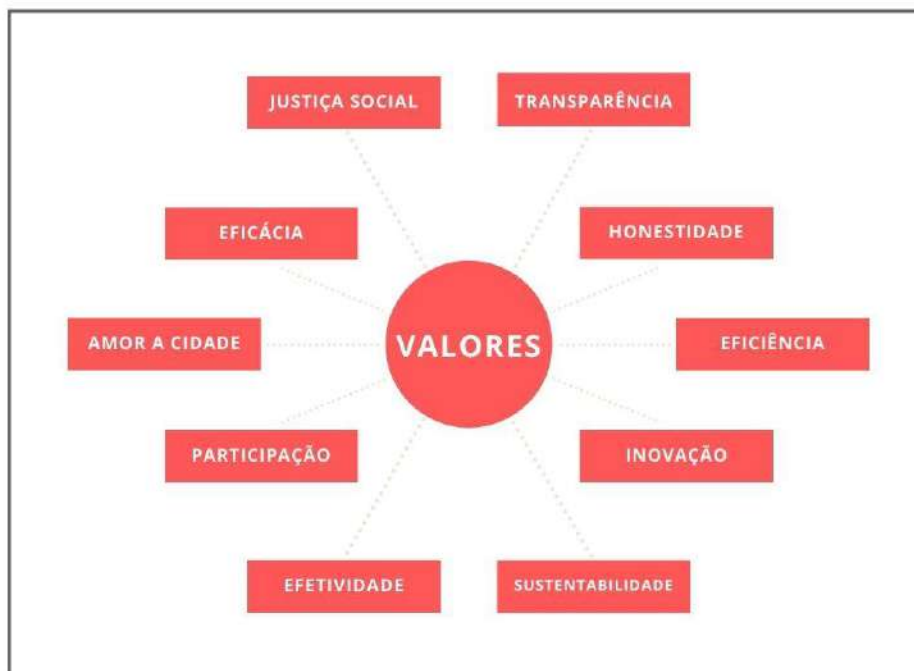 JUSTIÇA SOCIAL
TRANSPARÊNCIA
EFICÁCIA
HONESTIDADE
AMOR A CIDADE
VALORES
EFICIÊNCIA
PARTICIPAÇÃO
INOVAÇÃO
EFETIVIDADE
SUSTENTABILIDADE